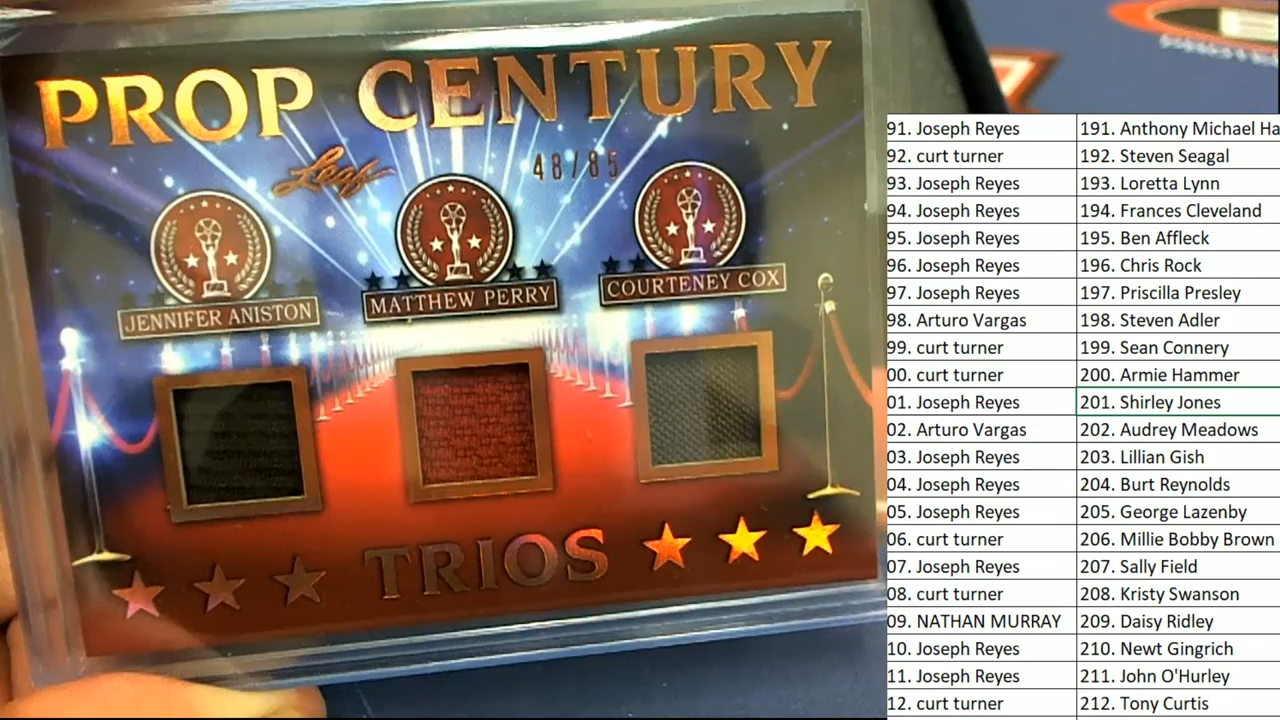 PROP CENTURY
Leaf
48/85
JENNIFER ANISTON
MATTHEW PERRY
COURTENEY COX
TRIOS
91. Joseph Reyes 191. Anthony Michael Ha
92. curt turner 192. Steven Seagal
93. Joseph Reyes 193. Loretta Lynn
94. Joseph Reyes 194. Frances Cleveland
95. Joseph Reyes 195. Ben Affleck
96. Joseph Reyes 196. Chris Rock
97. Joseph Reyes 197. Priscilla Presley
98. Arturo Vargas 198. Steven Adler
99. curt turner 199. Sean Connery
00. curt turner 200. Armie Hammer
01. Joseph Reyes 201. Shirley Jones
02. Arturo Vargas 202. Audrey Meadows
03. Joseph Reyes 203. Lillian Gish
04. Joseph Reyes 204. Burt Reynolds
05. Joseph Reyes 205. George Lazenby
06. curt turner 206. Millie Bobby Brown
07. Joseph Reyes 207. Sally Field
08. curt turner 208. Kristy Swanson
09. NATHAN MURRAY 209. Daisy Ridley
10. Joseph Reyes 210. Newt Gingrich
11. Joseph Reyes 211. John O'Hurley
12. curt turner 212. Tony Curtis